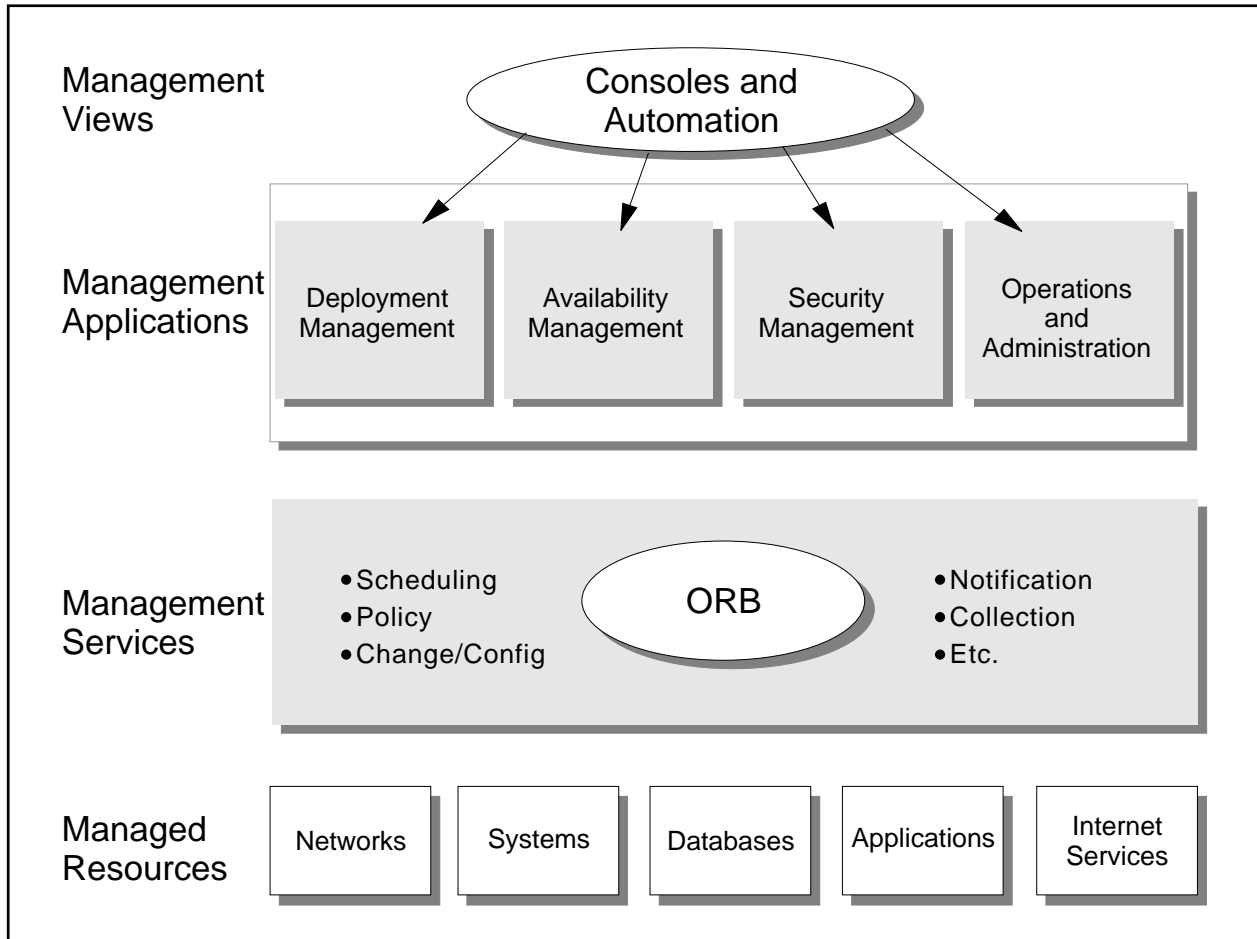 Management
Views
Consoles and
Automation
Management
Applications
Deployment
Management
Availability
Management
Security
Management
Operations
and
Administration
Management
Services
•Scheduling
•Policy
•Change/Config
ORB
•Notification
•Collection
•Etc.
Managed
Resources
Networks
Systems
Databases
Applications
Internet
Services